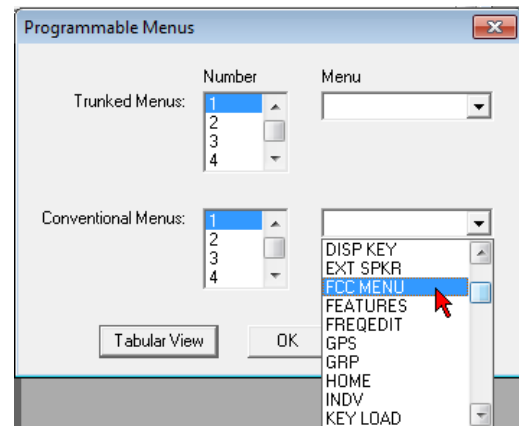 Programmable Menus
Number Menu
Trunked Menus: 1
2
3
4
Conventional Menus: 1
2
3
4
DISP KEY
EXT SPKR
FCC MENU
FEATURES
FREQEDIT
GPS
GRP
HOME
INDV
KEY LOAD
Tabular View OK